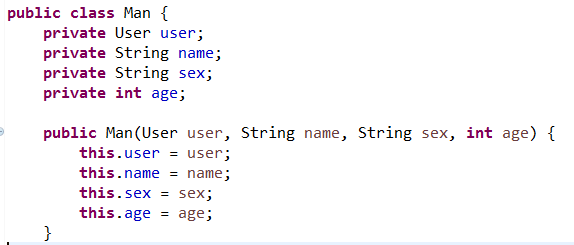 public class Man {
    private User user;
    private String name;
    private String sex;
    private int age;

    public Man(User user, String name, String sex, int age) {
        this.user = user;
        this.name = name;
        this.sex = sex;
        this.age = age;
    }